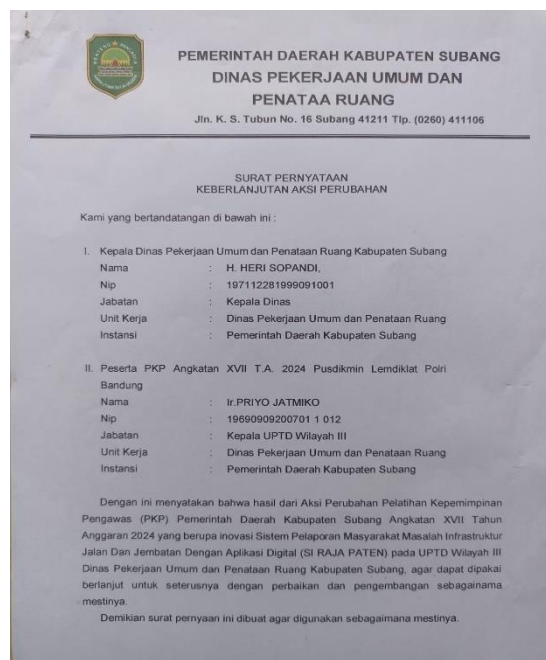 PEMERINTAH DAERAH KABUPATEN SUBANG
DINAS PEKERJAAN UMUM DAN
PENATAA RUANG
Jln. K. S. Tubun No. 16 Subang 41211 Tlp. (0260) 411106
SURAT PERNYATAAN
KEBERLANJUTAN AKSI PERUBAHAN
Kami yang bertandatangan di bawah ini :
I. Kepala Dinas Pekerjaan Umum dan Penataan Ruang Kabupaten Subang
Nama : H. HERI SOPANDI,
Nip : 197112281999091001
Jabatan : Kepala Dinas
Unit Kerja : Dinas Pekerjaan Umum dan Penataan Ruang
Instansi : Pemerintah Daerah Kabupaten Subang
II. Peserta PKP Angkatan XVII T.A. 2024 Pusdikmin Lemdiklat Polri
Bandung
Nama : Ir.PRIYO JATMIKO
Nip : 19690909200701 1 012
Jabatan : Kepala UPTD Wilayah III
Unit Kerja : Dinas Pekerjaan Umum dan Penataan Ruang
Instansi : Pemerintah Daerah Kabupaten Subang
Dengan ini menyatakan bahwa hasil dari Aksi Perubahan Pelatihan Kepemimpinan
Pengawas (PKP) Pemerintah Daerah Kabupaten Subang Angkatan XVII Tahun
Anggaran 2024 yang berupa inovasi Sistem Pelaporan Masyarakat Masalah Infrastruktur
Jalan Dan Jembatan Dengan Aplikasi Digital (SI RAJA PATEN) pada UPTD Wilayah III
Dinas Pekerjaan Umum dan Penataan Ruang Kabupaten Subang, agar dapat dipakai
berlanjut untuk seterusnya dengan perbaikan dan pengembangan sebagainama
mestinya.
Demikian surat pernyaan ini dibuat agar digunakan sebagaimana mestinya.